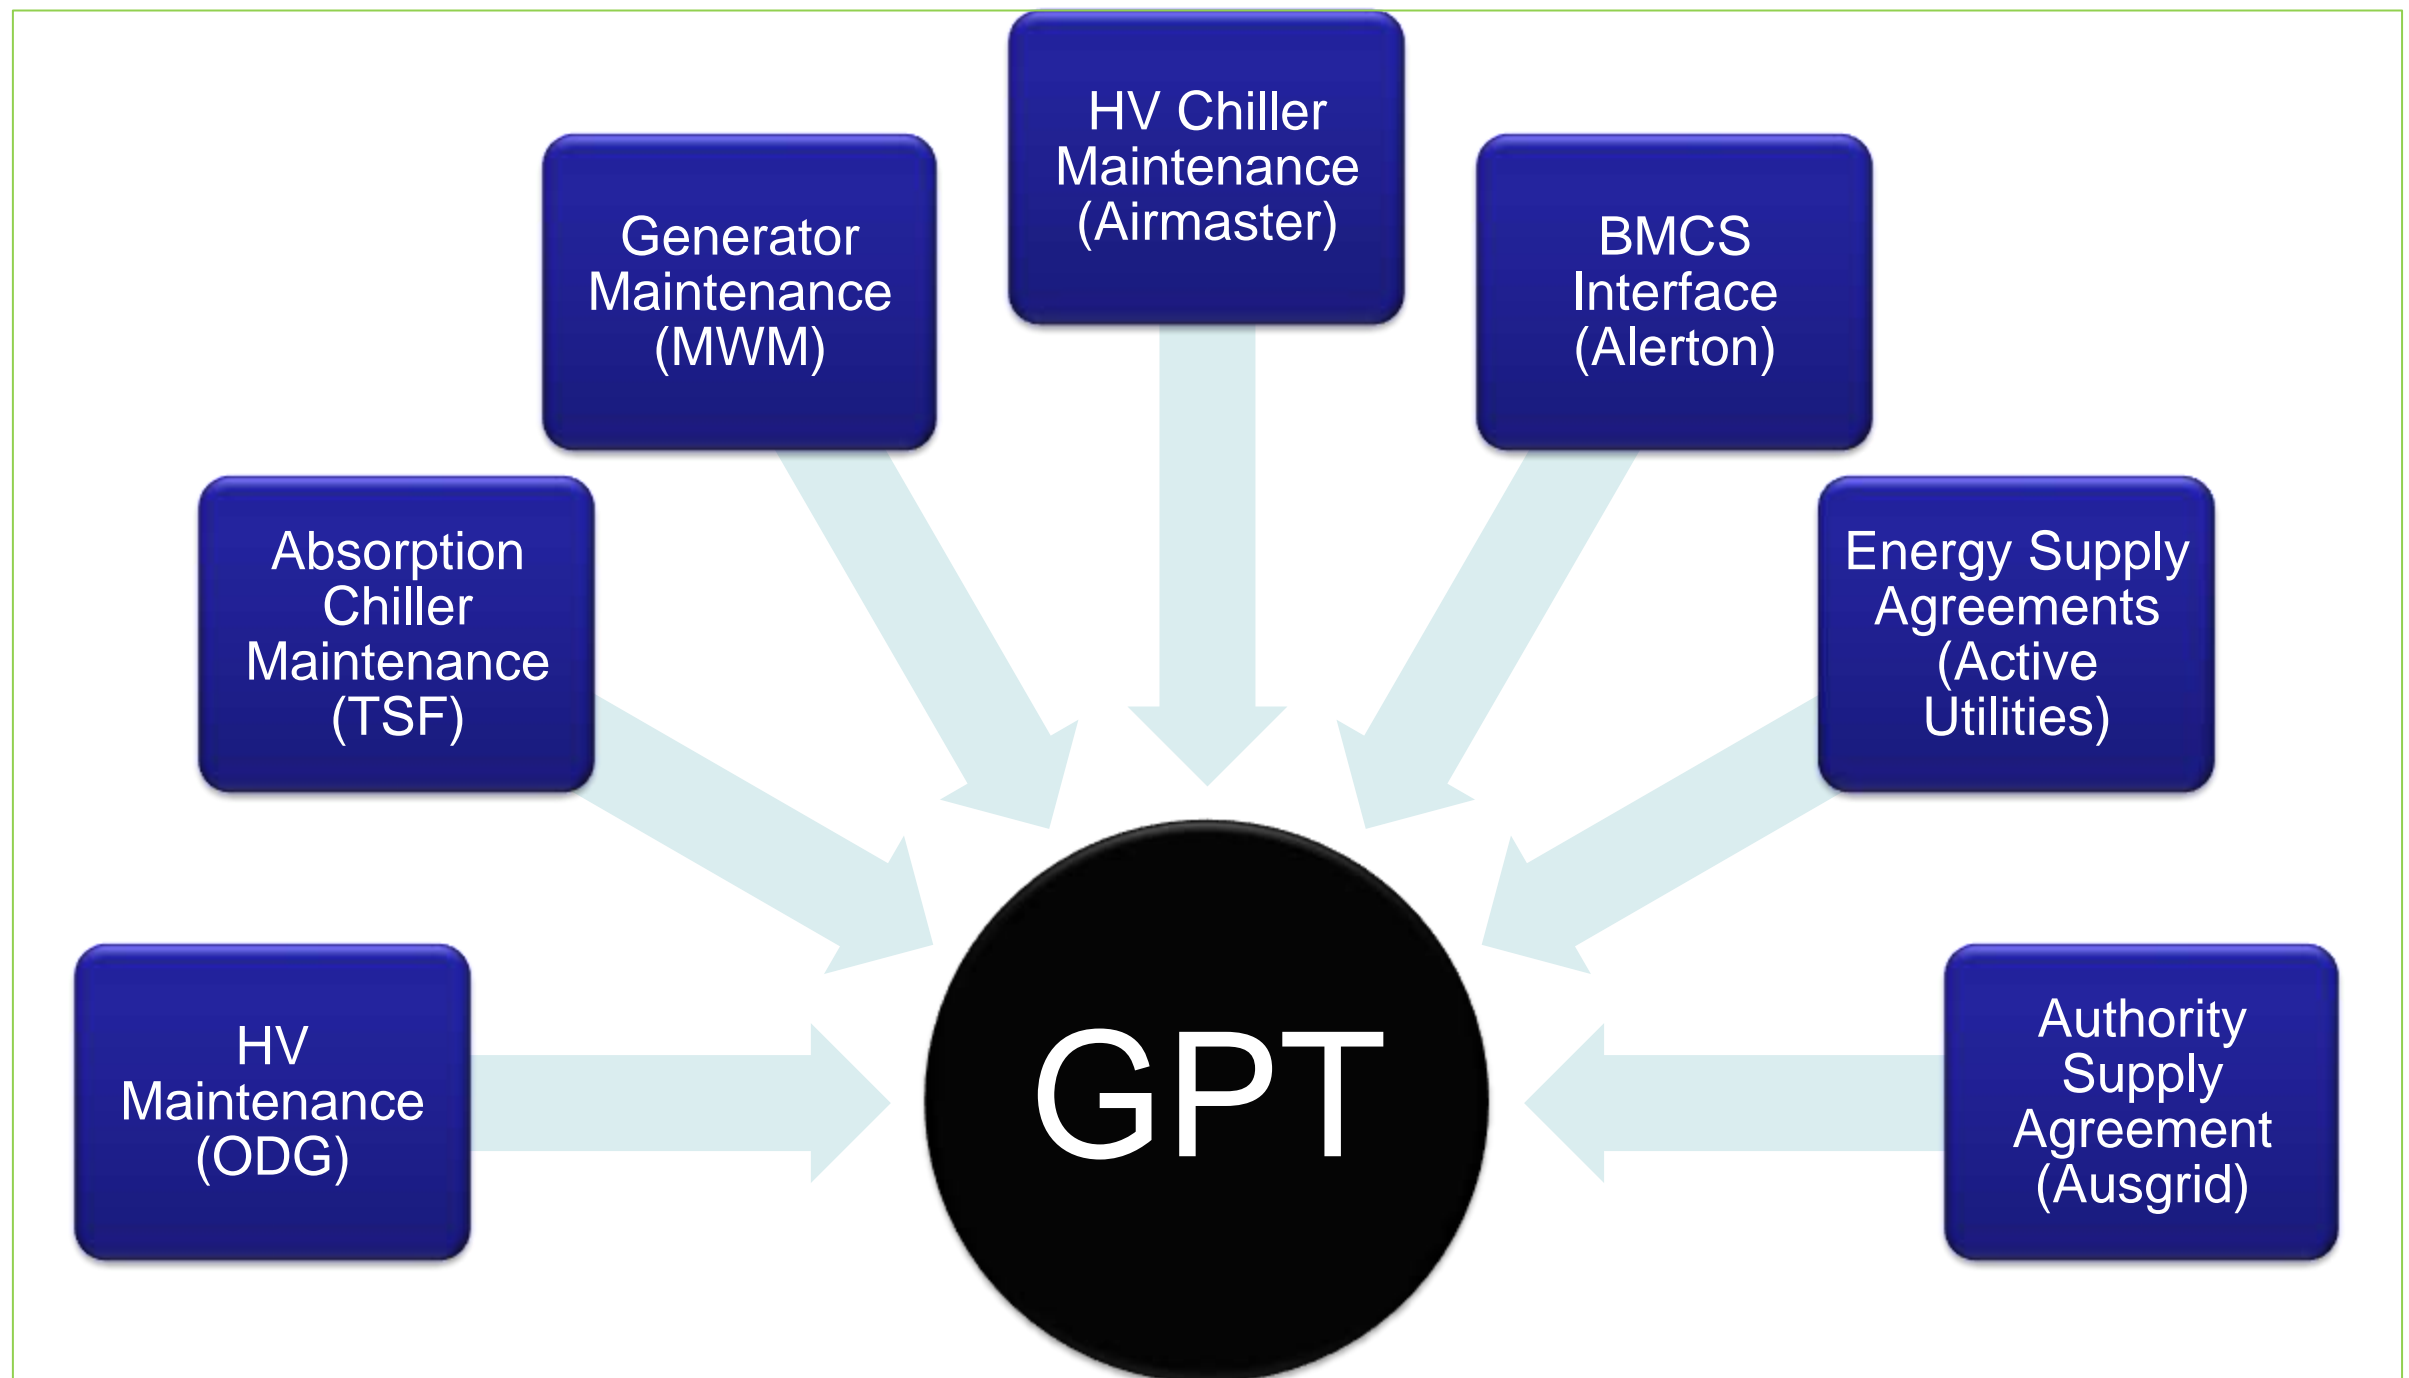 HV Chiller
Maintenance
(Airmaster)
Generator
Maintenance
(MWM)
BMCS
Interface
(Alerton)
Absorption
Chiller
Maintenance
(TSF)
Energy Supply
Agreements
(Active
Utilities)
HV
Maintenance
(ODG)
GPT
Authority
Supply
Agreement
(Ausgrid)